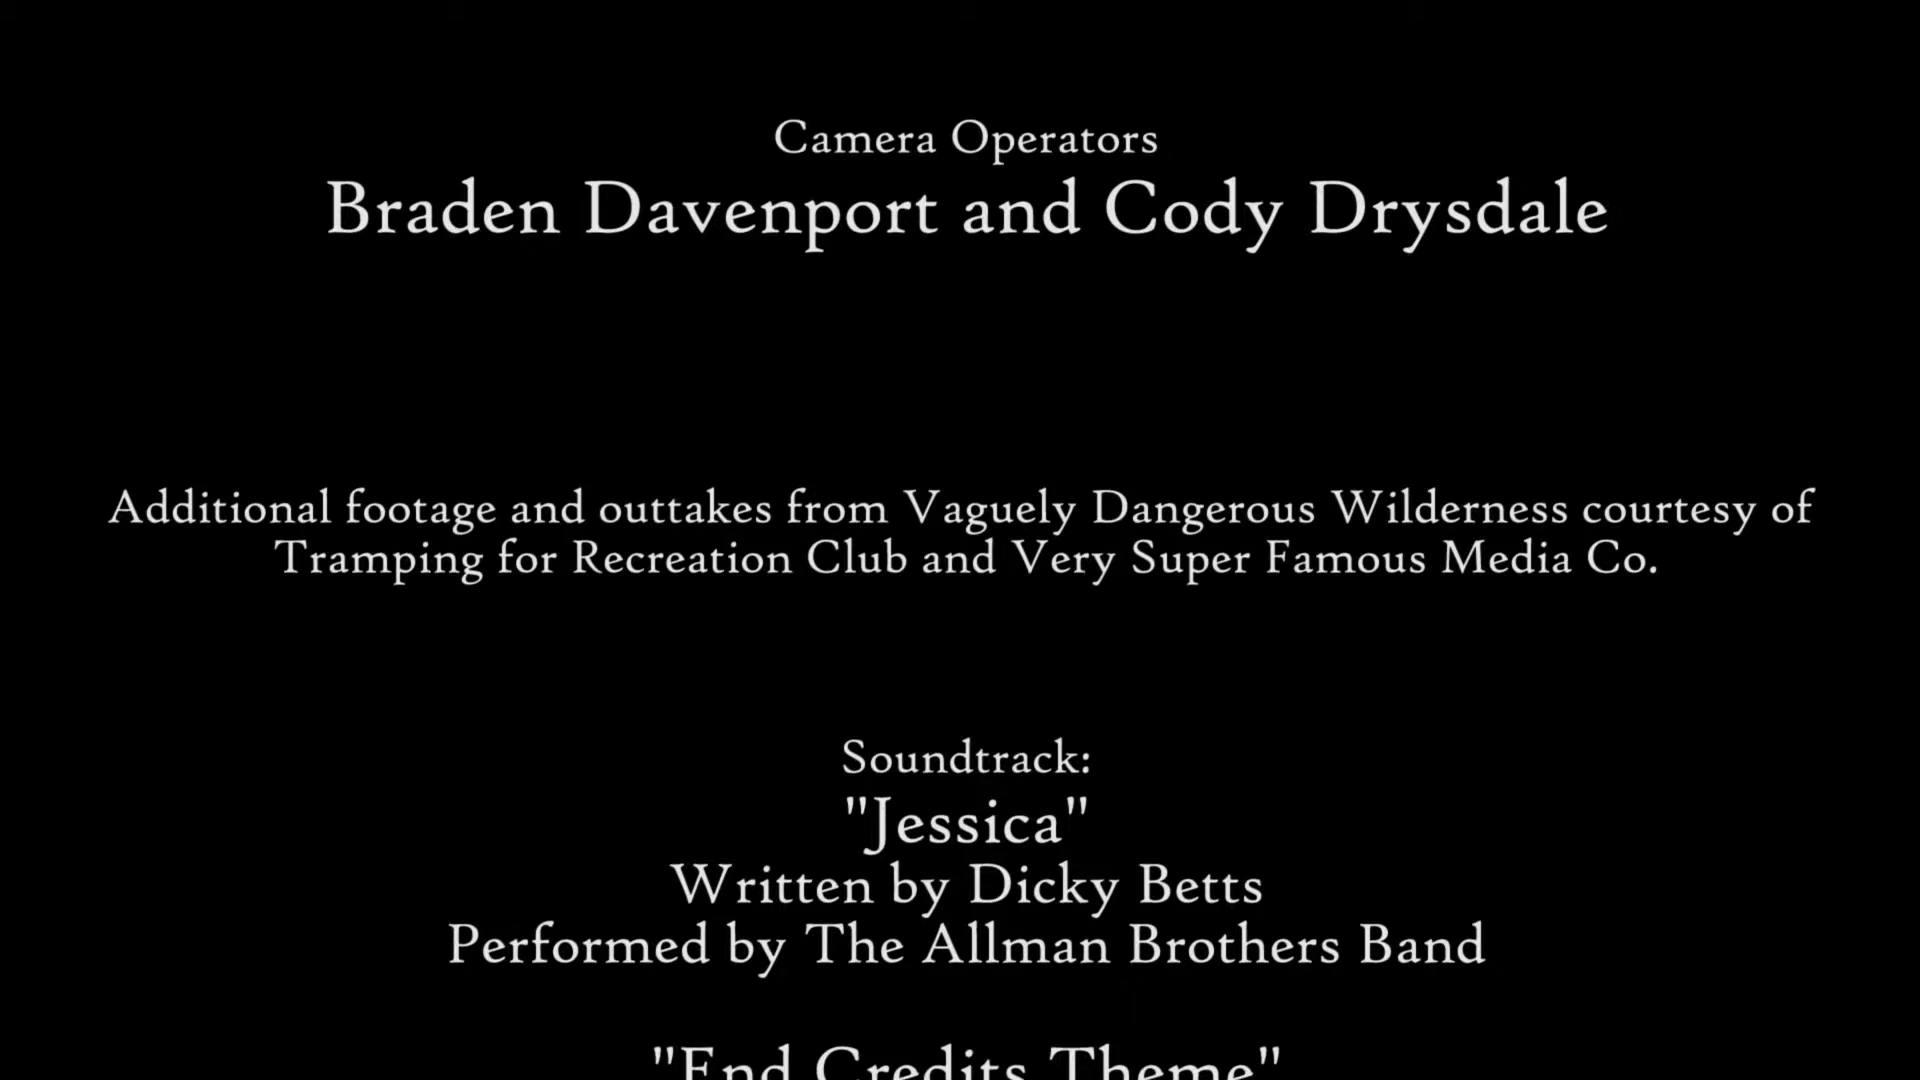 Camera Operators
Braden Davenport and Cody Drysdale
Additional footage and outtakes from Vaguely Dangerous Wilderness courtesy of
Tramping for Recreation Club and Very Super Famous Media Co.
Soundtrack:
"Jessica"
Written by Dicky Betts
Performed by The Allman Brothers Band
"End Credits Theme"